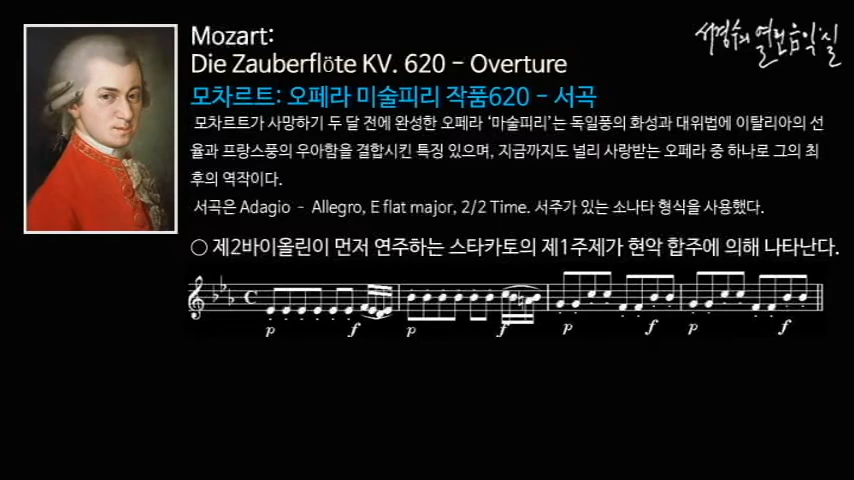 Mozart:
Die Zauberflöte KV. 620 - Overture
모차르트: 오페라 미술피리 작품620 - 서곡
모차르트가 사망하기 두 달 전에 완성한 오페라 ‘마술피리’는 독일풍의 화성과 대위법에 이탈리아의 선
율과 프랑스풍의 우아함을 결합시킨 특징 있으며, 지금까지도 널리 사랑받는 오페라 중 하나로 그의 최
후의 역작이다.
서곡은 Adagio - Allegro, E flat major, 2/2 Time. 서주가 있는 소나타 형식을 사용했다.
○ 제2바이올린이 먼저 연주하는 스타카토의 제1주제가 현악 합주에 의해 나타난다.
p f p f p f p f
서경수의 열린음악실